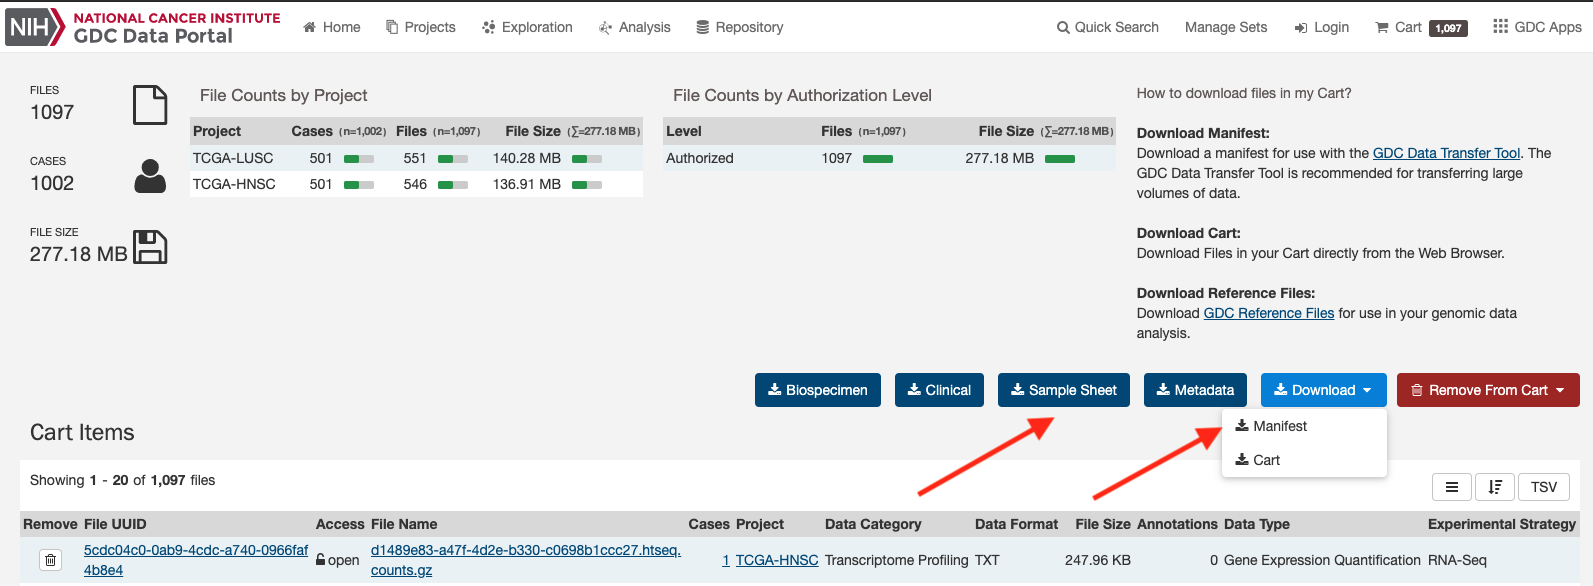 NIH NATIONAL CANCER INSTITUTE
GDC Data Portal
Home Projects Exploration Analysis Repository Quick Search Manage Sets Login Cart 1,097 GDC Apps
FILES
1097
CASES
1002
FILE SIZE
277.18 MB
File Counts by Project
Project Cases (n=1,002) Files (n=1,097) File Size (∑=277.18 MB)
TCGA-LUSC 501 551 140.28 MB
TCGA-HNSC 501 546 136.91 MB
File Counts by Authorization Level
Level Files (n=1,097) File Size (∑=277.18 MB)
Authorized 1097 277.18 MB
How to download files in my Cart?
Download Manifest:
Download a manifest for use with the GDC Data Transfer Tool. The
GDC Data Transfer Tool is recommended for transferring large
volumes of data.
Download Cart:
Download Files in your Cart directly from the Web Browser.
Download Reference Files:
Download GDC Reference Files for use in your genomic data
analysis.
Biospecimen Clinical Sample Sheet Metadata Download Remove From Cart
Manifest
Cart
Cart Items
Showing 1 - 20 of 1,097 files
TSV
Remove File UUID Access File Name Cases Project Data Category Data Format File Size Annotations Data Type Experimental Strategy
5cdc04c0-0ab9-4cdc-a740-0966faf d1489e83-a47f-4d2e-b330-c0698b1ccc27.htseq.
open 1 TCGA-HNSC Transcriptome Profiling TXT 247.96 KB 0 Gene Expression Quantification RNA-Seq
4b8e4 counts.gz